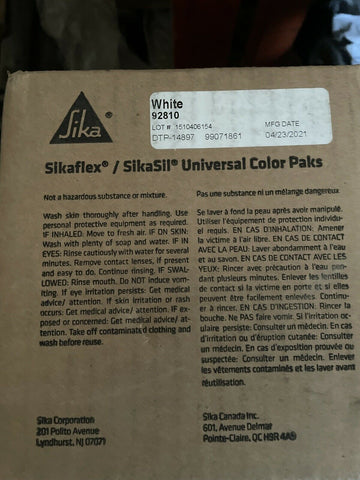 Sika®
White
92810
LOT # 1510406154
MFG DATE
DTP-14897 99071861 04/23/2021
Sikaflex® / SikaSil® Universal Color Paks
Not a hazardous substance or mixture.
Wash skin thoroughly after handling. Use
personal protective equipment as required.
IF INHALED: Move to fresh air. IF ON SKIN:
Wash with plenty of soap and water. IF IN
EYES: Rinse cautiously with water for several
minutes. Remove contact lenses, if present
and easy to do. Continue rinsing. IF SWAL-
LOWED: Rinse mouth. Do NOT induce vom-
iting. If eye irritation persists: Get medical
advice/ attention. If skin irritation or rash
occurs: Get medical advice/ attention. IF ex-
posed or concerned: Get medical advice/ at-
tention. Take off contaminated clothing and
wash before reuse.
Pas une substance ni un mélange dangereux
Se laver à fond la peau après avoir manipulé.
Utiliser l'équipement de protection individu-
el requis. EN CAS D'INHALATION: Amener
la victime à l'air libre. EN CAS DE CONTACT
AVEC LA PEAU: Laver abondamment à l'eau
et au savon. EN CAS DE CONTACT AVEC LES
YEUX: Rincer avec précaution à l'eau pen-
dant plusieurs minutes. Enlever les lentilles
de contact si la victime en porte et si elles
peuvent être facilement enlevées. Continu-
er à rincer. EN CAS D'INGESTION: Rincer la
bouche. Ne PAS faire vomir. Si l'irritation oc-
ulaire persiste: Consulter un médecin. En cas
d'irritation ou d'éruption cutanée: Consulter
un médecin. En cas d'exposition prouvée ou
suspectée: Consulter un médecin. Enlever
les vêtements contaminés et les laver avant
réutilisation.
Sika Corporation
201 Polito Avenue
Lyndhurst, NJ 07071
Sika Canada Inc.
601, Avenue Delmar
Pointe-Claire, QC H9R 4A9